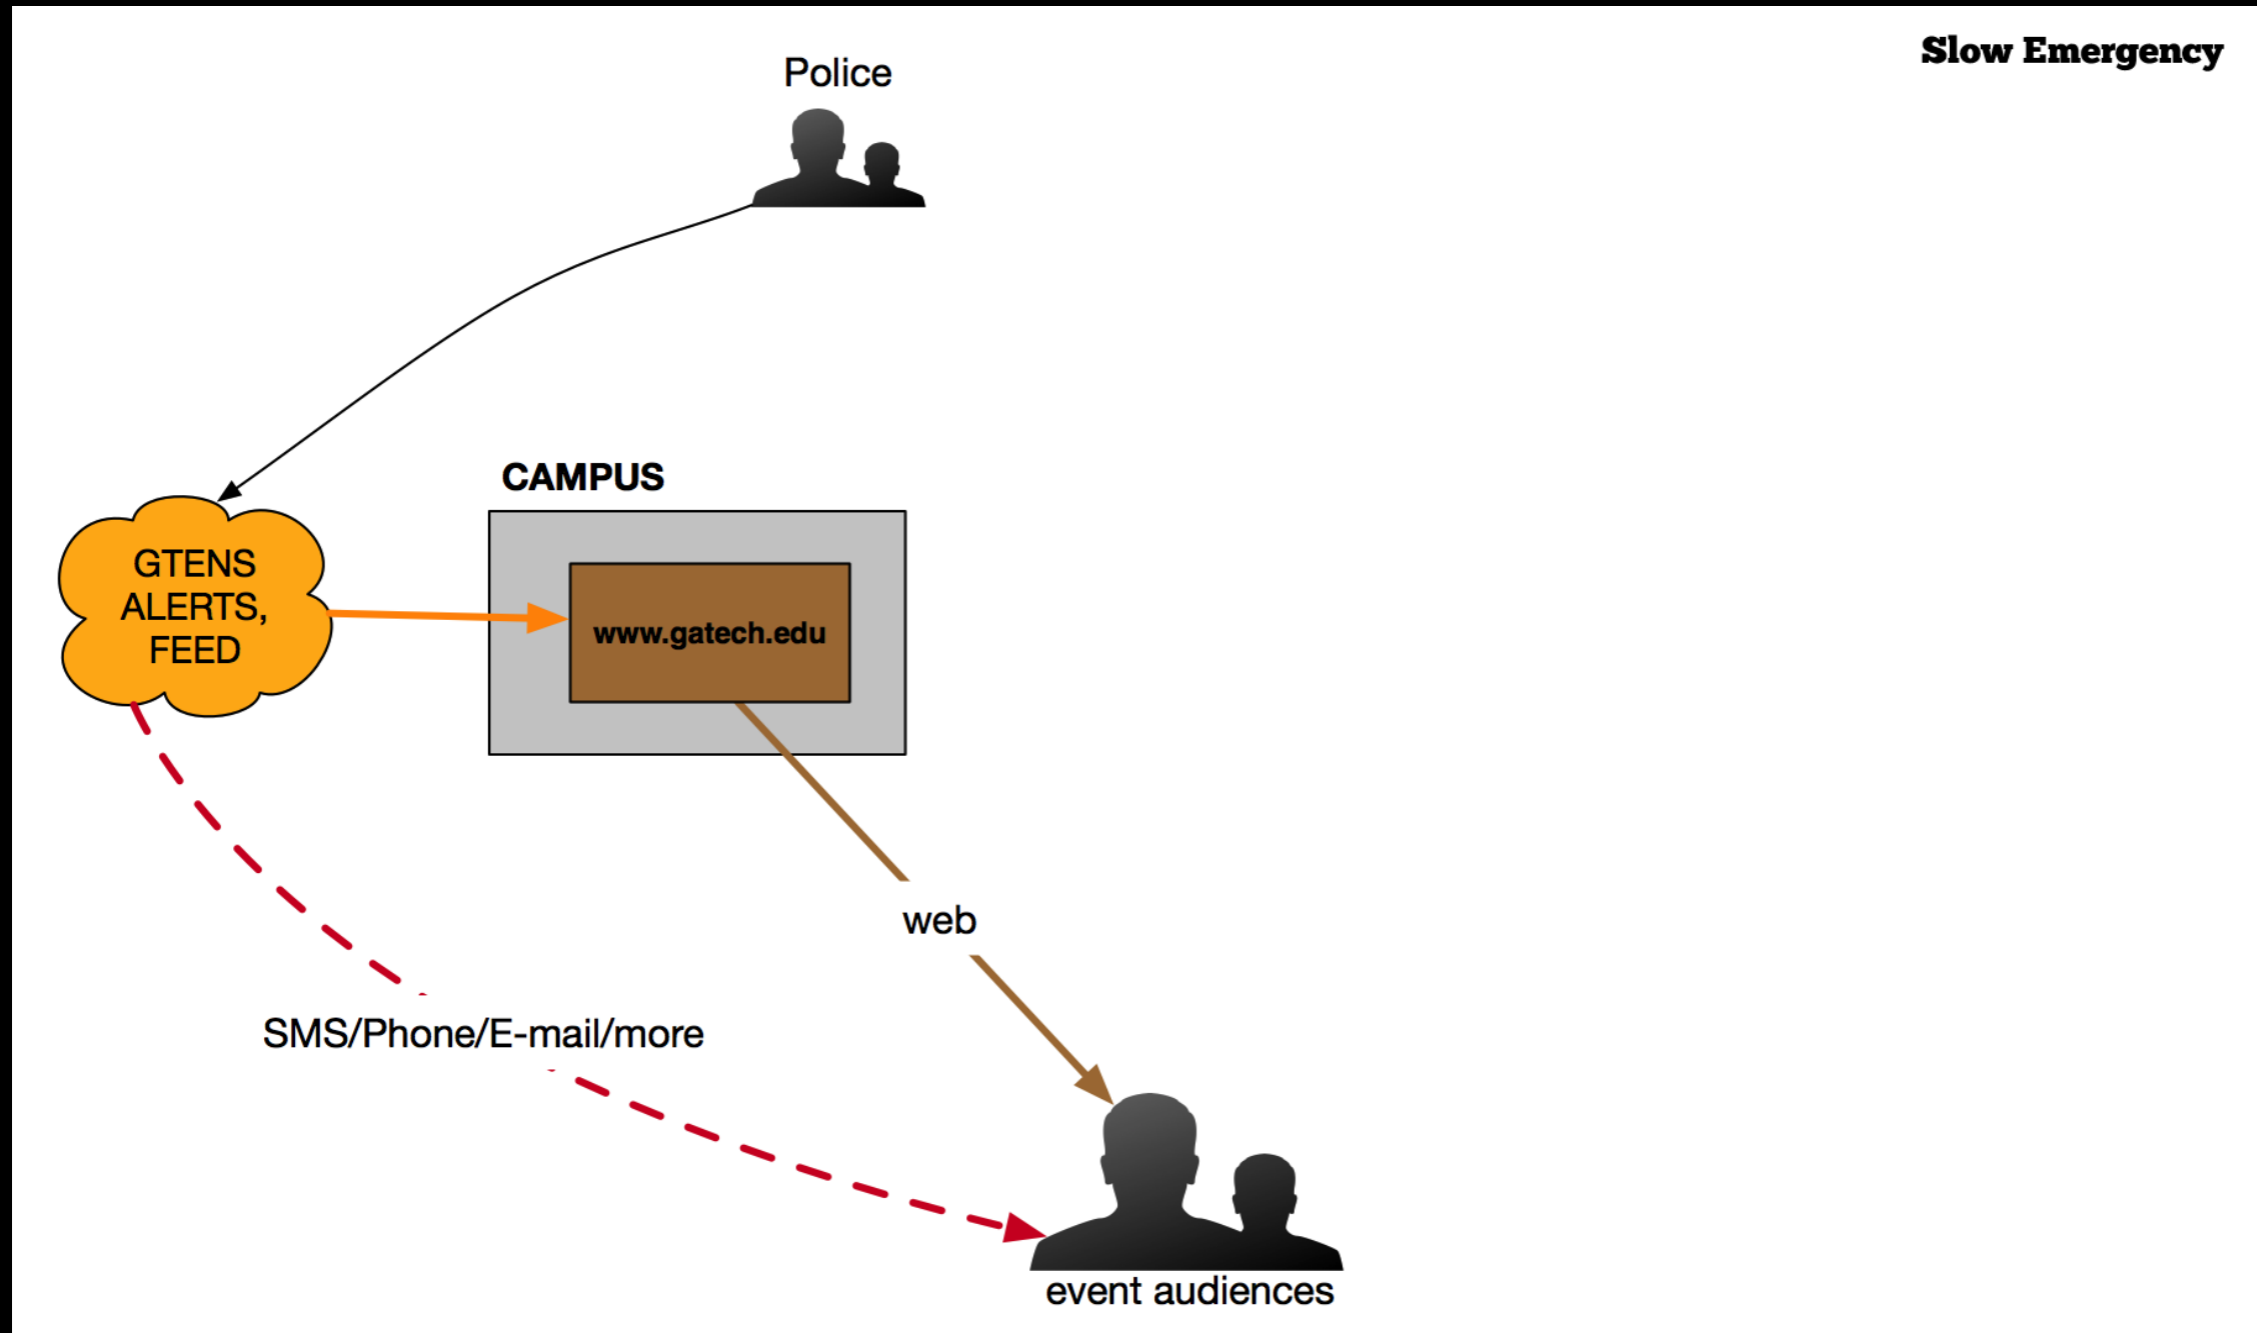 Slow Emergency
Police
CAMPUS
GTENS
ALERTS,
FEED
www.gatech.edu
web
SMS/Phone/E-mail/more
event audiences